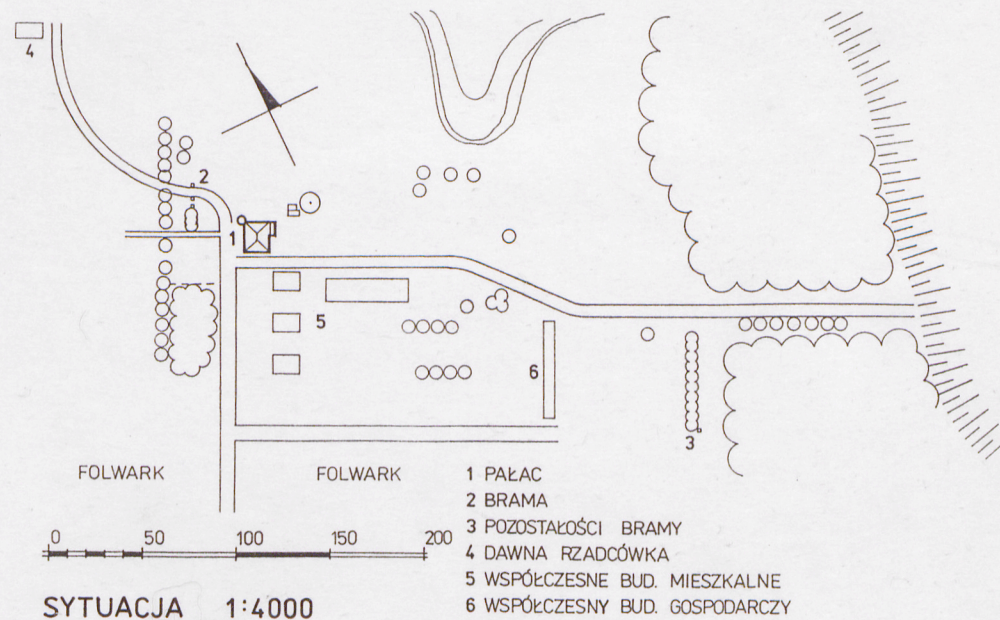 4
2
1
5
6
3
FOLWARK
FOLWARK
1 PAŁAC
2 BRAMA
3 POZOSTAŁOŚCI BRAMY
4 DAWNA RZADCÓWKA
5 WSPÓŁCZESNE BUD. MIESZKALNE
6 WSPÓŁCZESNY BUD. GOSPODARCZY
0 50 100 150 200
SYTUACJA 1:4000